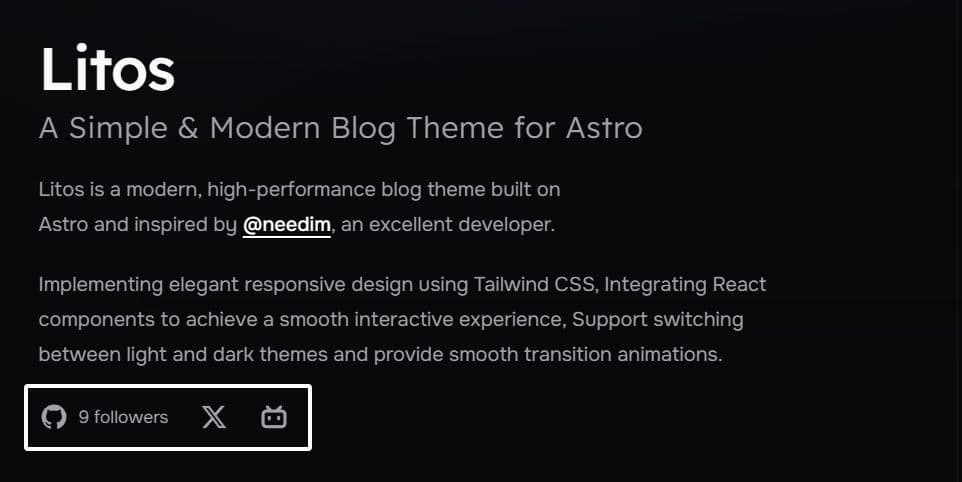 Litos
A Simple & Modern Blog Theme for Astro
Litos is a modern, high-performance blog theme built on
Astro and inspired by @needim, an excellent developer.
Implementing elegant responsive design using Tailwind CSS, Integrating React
components to achieve a smooth interactive experience, Support switching
between light and dark themes and provide smooth transition animations.
9 followers